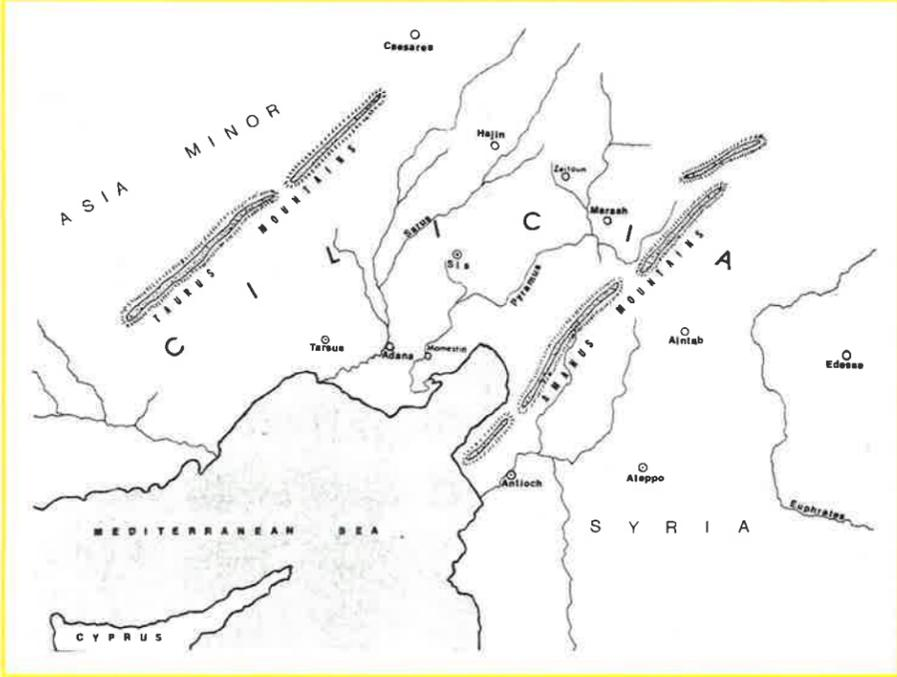 Caesarea
ASIA MINOR
Hajin
TAURUS MOUNTAINS
Zeitoun
Marash
CILICIA
Sarus
Sis
Pyramus
AMANUS MOUNTAINS
Tarsus
Adana
Mamestia
Aintab
Edessa
Antioch
Aleppo
Euphrates
MEDITERRANEAN SEA
SYRIA
CYPRUS